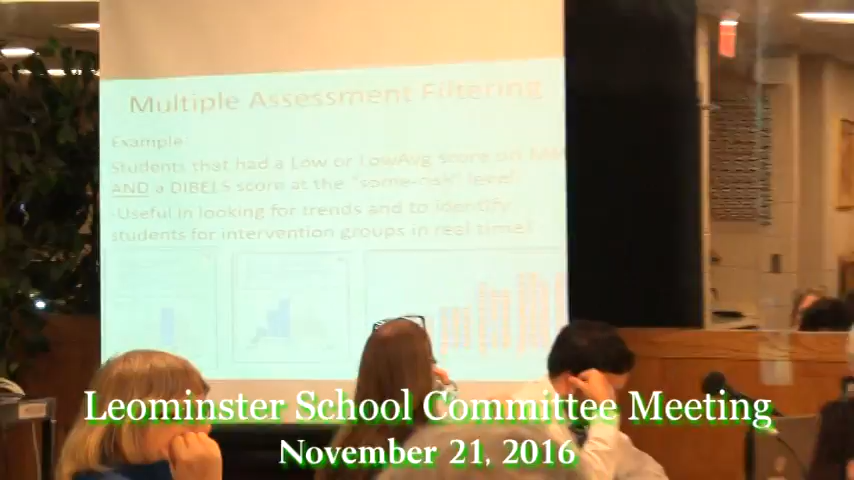 Multiple Assessment Filtering
Example:
Students that had a Low or LowAvg score on
AND a DIBELS score at the "some-risk" level
-Useful in looking for trends and to identify
students for intervention groups in real time!
Leominster School Committee Meeting
November 21, 2016